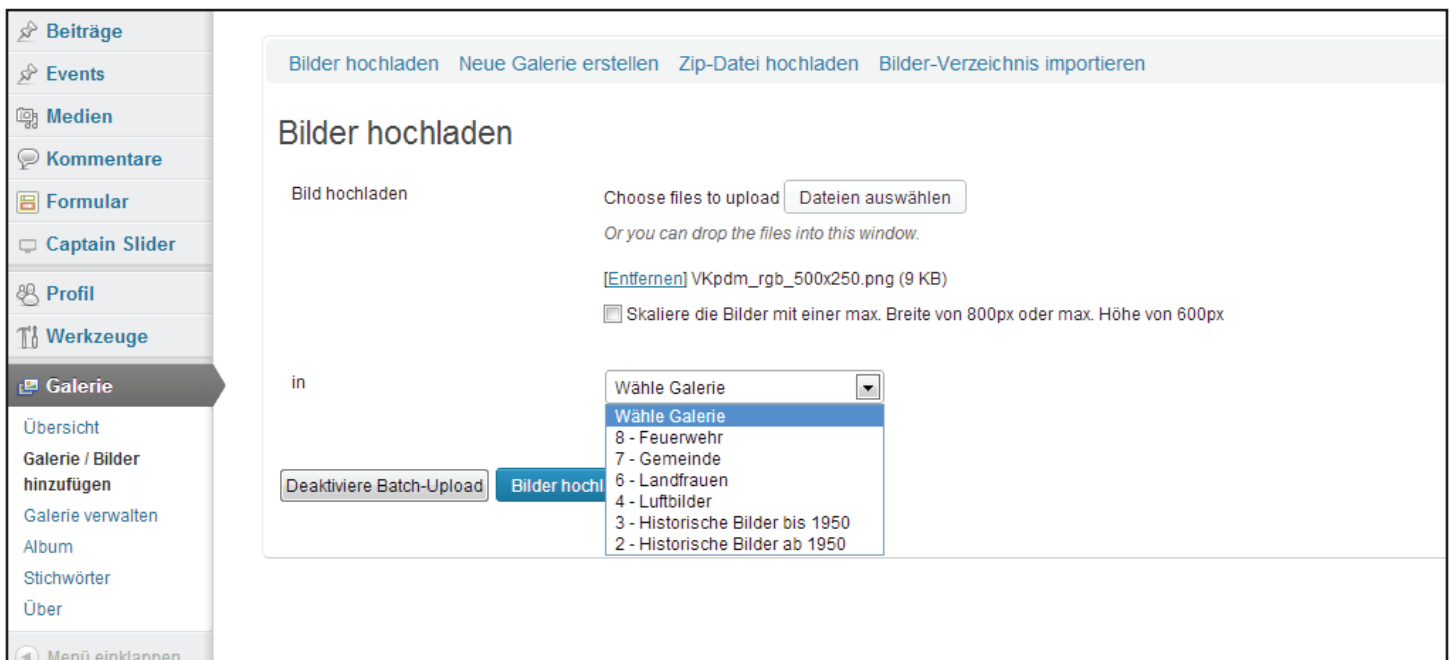 Beiträge
Events
Medien
Kommentare
Formular
Captain Slider
Profil
Werkzeuge
Galerie
Übersicht
Galerie / Bilder
hinzufügen
Galerie verwalten
Album
Stichwörter
Über
Menü einklappen
Bilder hochladen Neue Galerie erstellen Zip-Datei hochladen Bilder-Verzeichnis importieren
Bilder hochladen
Bild hochladen
Choose files to upload Dateien auswählen
Or you can drop the files into this window.
[Entfernen] VKpdm_rgb_500x250.png (9 KB)
Skaliere die Bilder mit einer max. Breite von 800px oder max. Höhe von 600px
in
Wähle Galerie
Wähle Galerie
8 - Feuerwehr
7 - Gemeinde
6 - Landfrauen
4 - Luftbilder
3 - Historische Bilder bis 1950
2 - Historische Bilder ab 1950
Deaktiviere Batch-Upload Bilder hochl